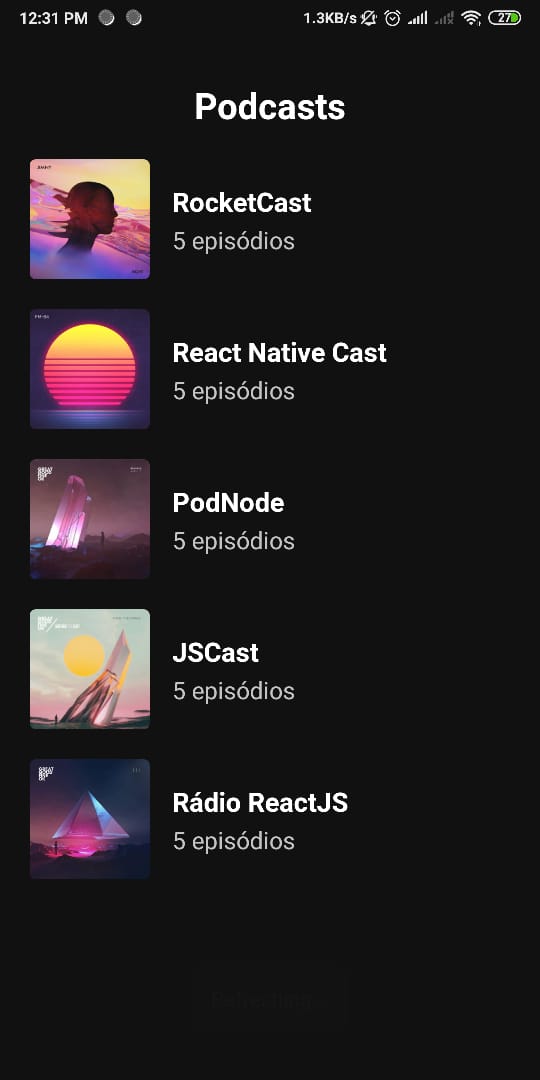 12:31 PM 1.3KB/s 27
Podcasts
RocketCast
5 episódios
React Native Cast
5 episódios
PodNode
5 episódios
JSCast
5 episódios
Rádio ReactJS
5 episódios
Refreshing...